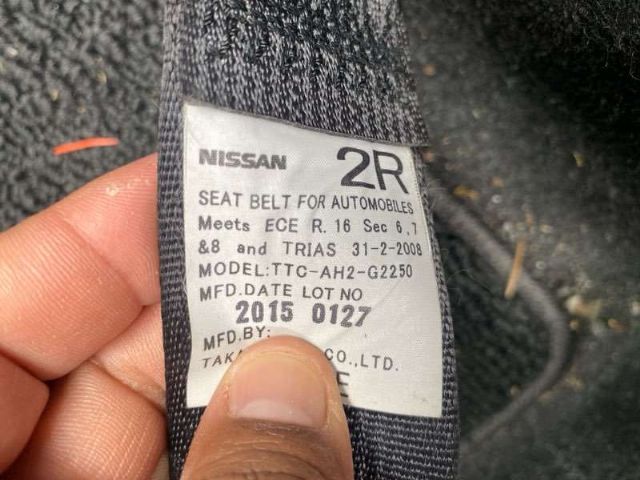 NISSAN 2R
SEAT BELT FOR AUTOMOBILES
Meets ECE R. 16 Sec 6,7
&8 and TRIAS 31-2-2008
MODEL:TTC-AH2-G2250
MFD.DATE LOT NO
2015 0127
MFD.BY:
CO.,LTD.